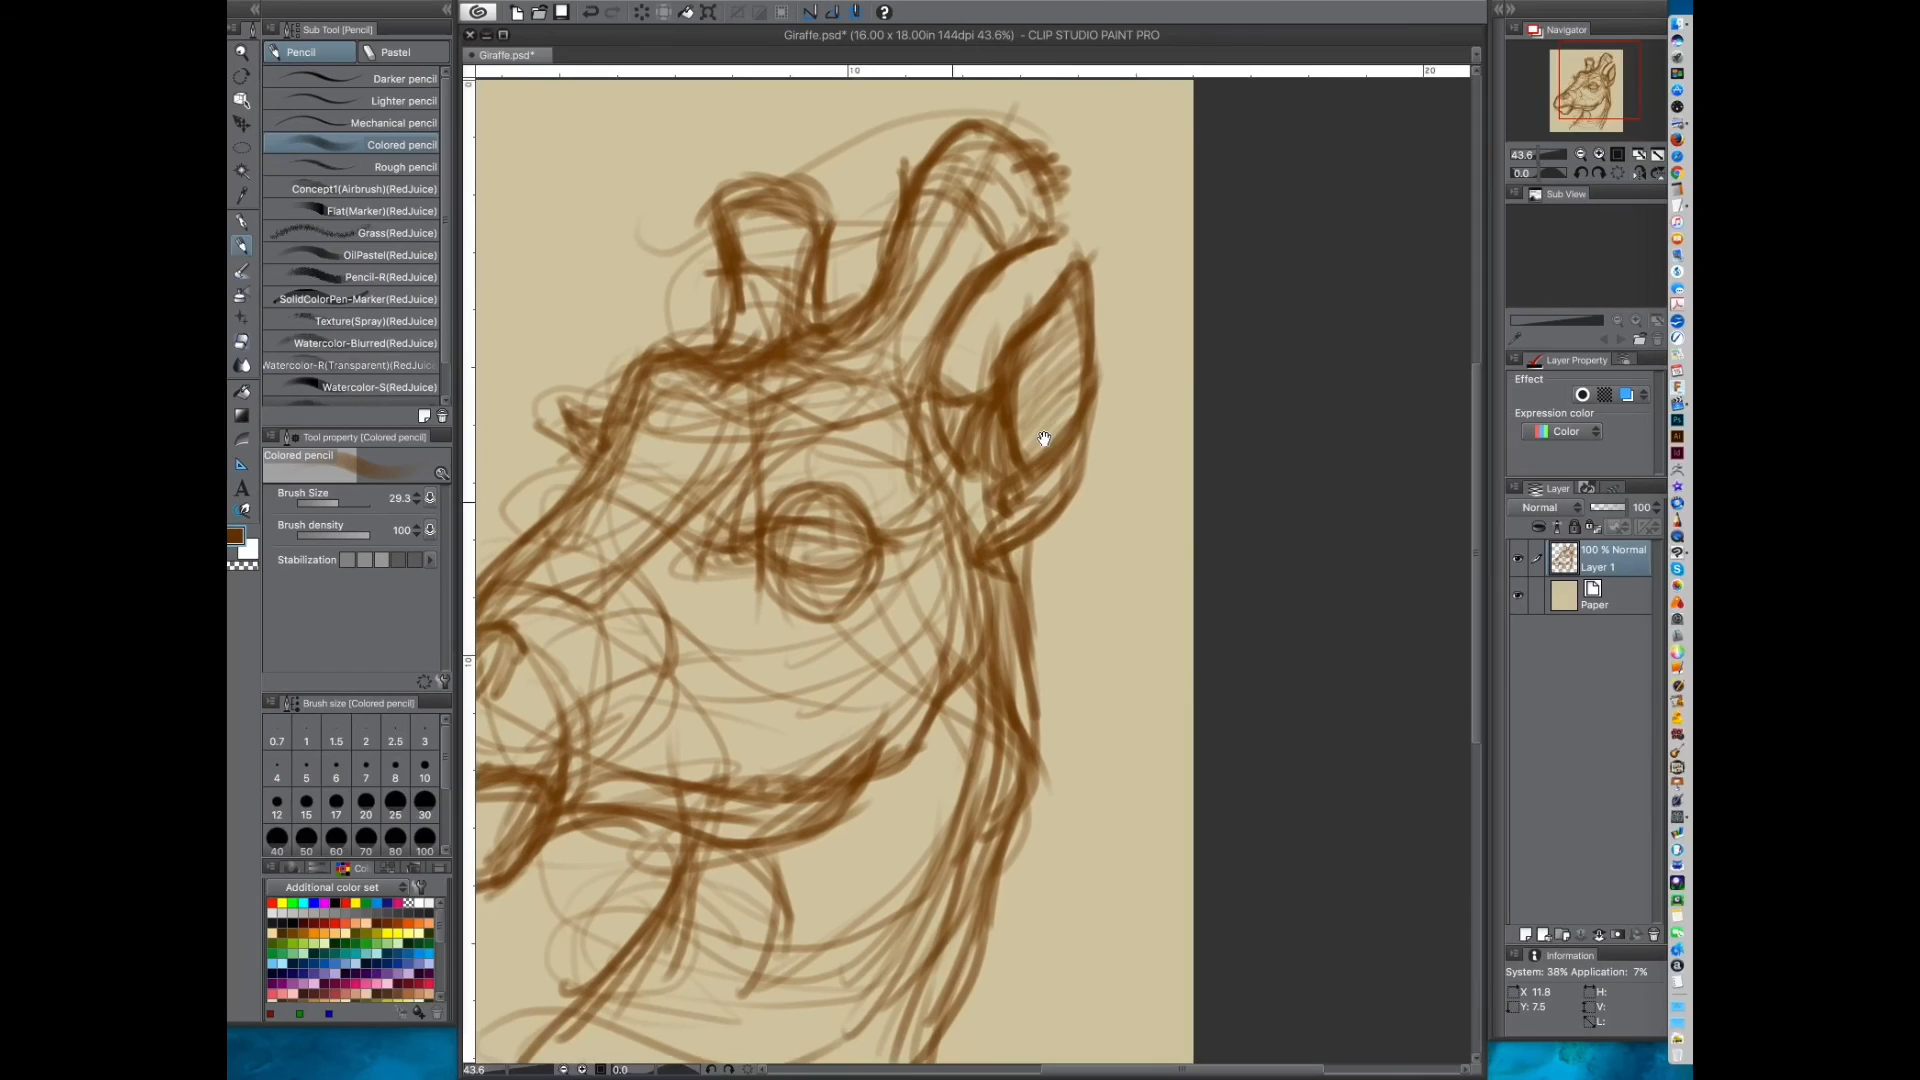 Sub Tool [Pencil]
Pencil
Pastel
Darker pencil
Lighter pencil
Mechanical pencil
Colored pencil
Rough pencil
Concept1(Airbrush)(RedJuice)
Flat(Marker)(RedJuice)
Grass(RedJuice)
OilPastel(RedJuice)
Pencil-R(RedJuice)
SolidColorPen-Marker(RedJuice)
Texture(Spray)(RedJuice)
Watercolor-Blurred(RedJuice)
Watercolor-R(Transparent)(RedJuic
Watercolor-S(RedJuice)
Tool property [Colored pencil]
Colored pencil
Brush Size 29.3
Brush density 100
Stabilization
Brush size [Colored pencil]
0.7 1 1.5 2 2.5 3
4 5 6 7 8 10
12 15 17 20 25 30
40 50 60 70 80 100
Co
Additional color set
Giraffe.psd* (16.00 x 18.00in 144dpi 43.6%) - CLIP STUDIO PAINT PRO
Giraffe.psd*
10 20
0
10
43.6 0.0
Navigator
43.6
0.0
Sub View
Layer Property
Effect
Expression color
Color
Layer
Normal 100
100 % Normal
Layer 1
Paper
Information
System: 38% Application: 7%
X 11.8 H:
Y: 7.5 V:
L: